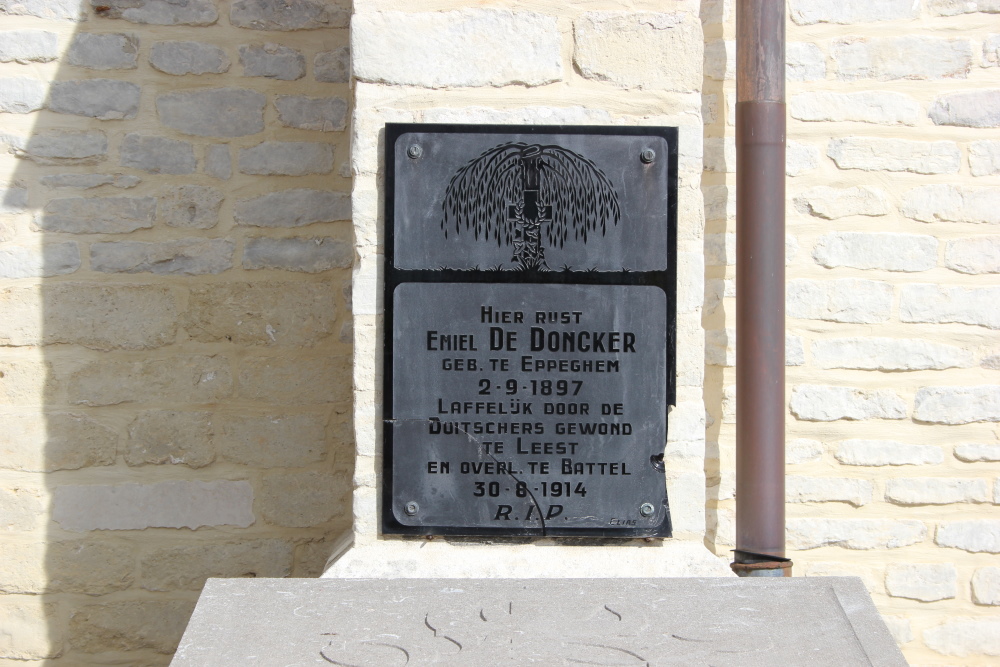 Hier rust
Emiel De Doncker
geb. te Eppeghem
2-9-1897
Laffelijk door de
Duitschers gewond
te Leest
en overl. te Battel
30-8-1914
R.I.P.
Elias